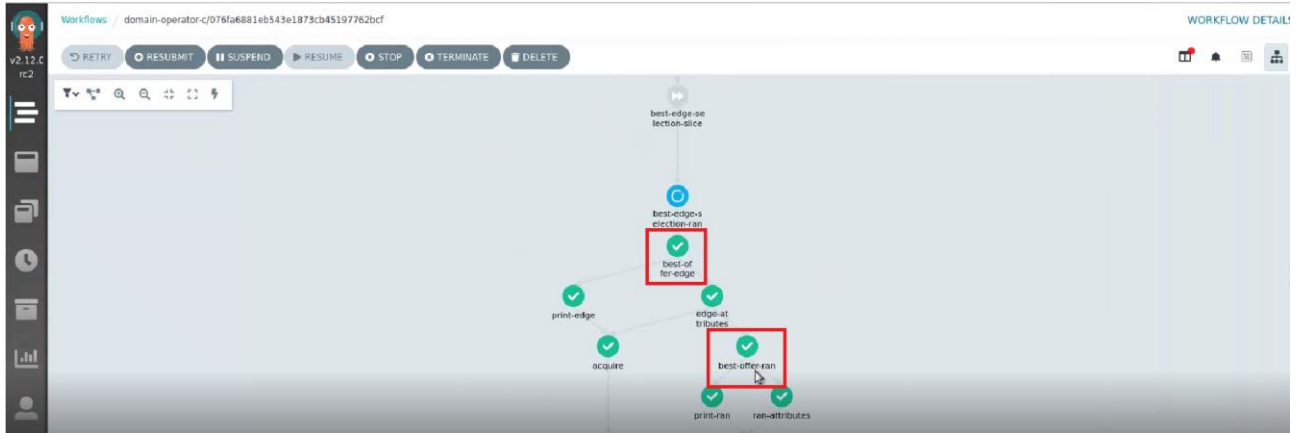 Workflows / domain-operator-c/076fa6881eb543e1873cb45197762bcf
WORKFLOW DETAILS
v2.12.0
rc2
RETRY
RESUBMIT
SUSPEND
RESUME
STOP
TERMINATE
DELETE
best-edge-se
lection-slice
best-edge-s
election-ran
best-of
fer-edge
print-edge
edge-at
tributes
acquire
best-offer-ran
print-ran
ran-attributes